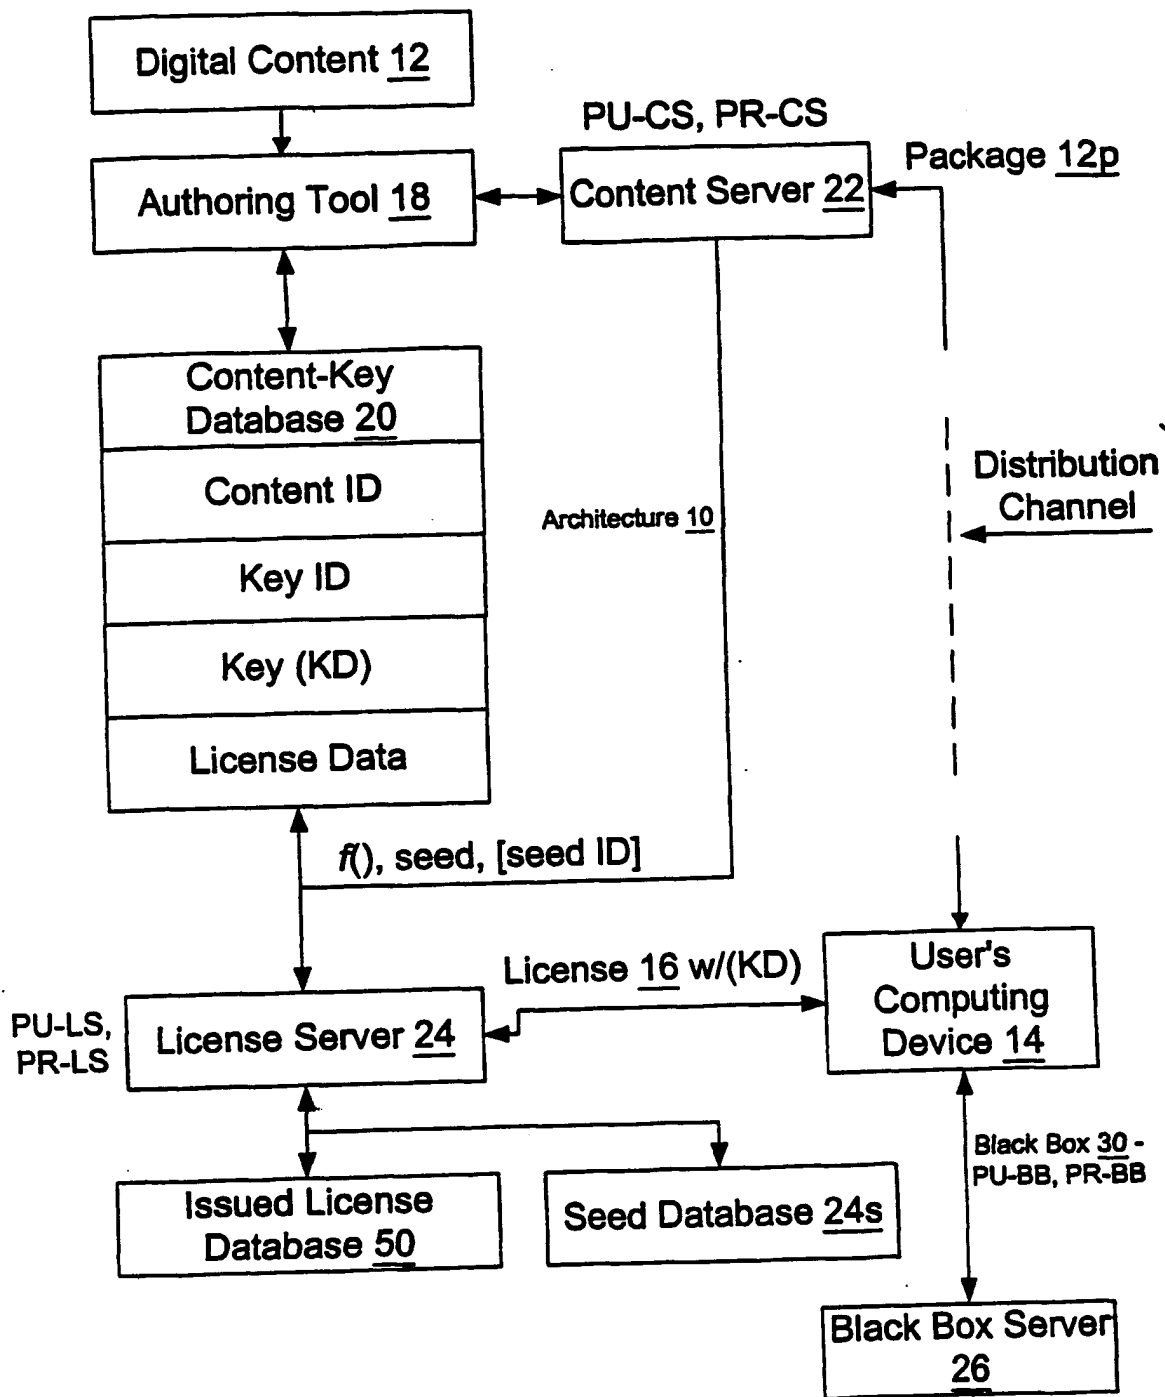 Digital Content 12
PU-CS, PR-CS
Package 12p
Authoring Tool 18
Content Server 22
Content-Key
Database 20
Content ID
Key ID
Key (KD)
License Data
Architecture 10
Distribution
Channel
f(), seed, [seed ID]
License 16 w/(KD)
User's
Computing
Device 14
PU-LS,
PR-LS
License Server 24
Black Box 30 -
PU-BB, PR-BB
Issued License
Database 50
Seed Database 24s
Black Box Server
26